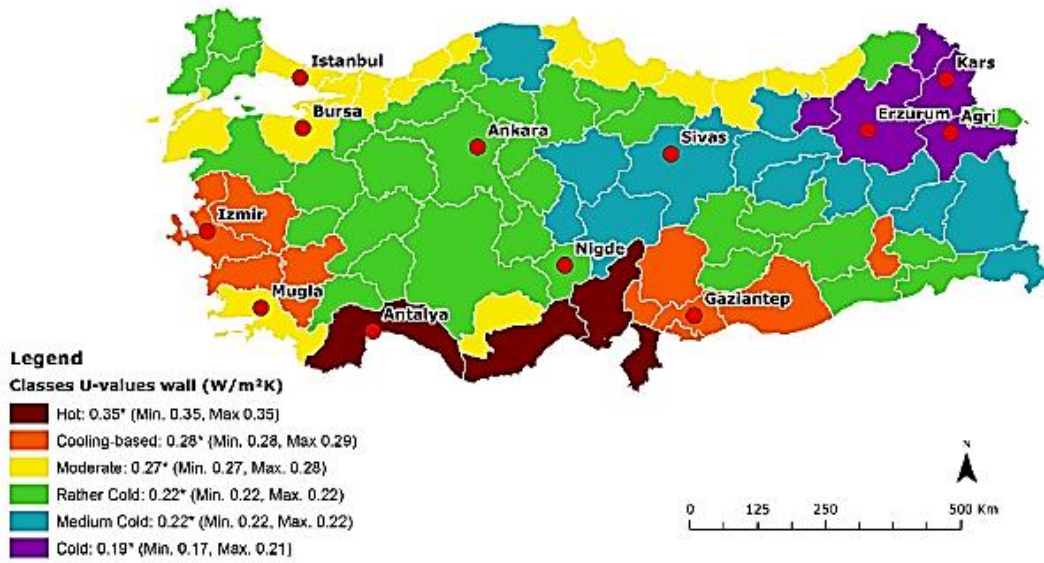 Istanbul
Kars
Bursa
Erzurum
Agri
Ankara
Sivas
Izmir
Nigde
Mugla
Gaziantep
Antalya
Legend
Classes U-values wall (W/m²K)
Hot: 0.35* (Min. 0.35, Max 0.35)
Cooling-based: 0.28* (Min. 0.28, Max 0.29)
Moderate: 0.27* (Min. 0.27, Max. 0.28)
Rather Cold: 0.22* (Min. 0.22, Max. 0.22)
Medium Cold: 0.22* (Min. 0.22, Max. 0.22)
Cold: 0.19* (Min. 0.17, Max. 0.21)
N
0 125 250 500 Km